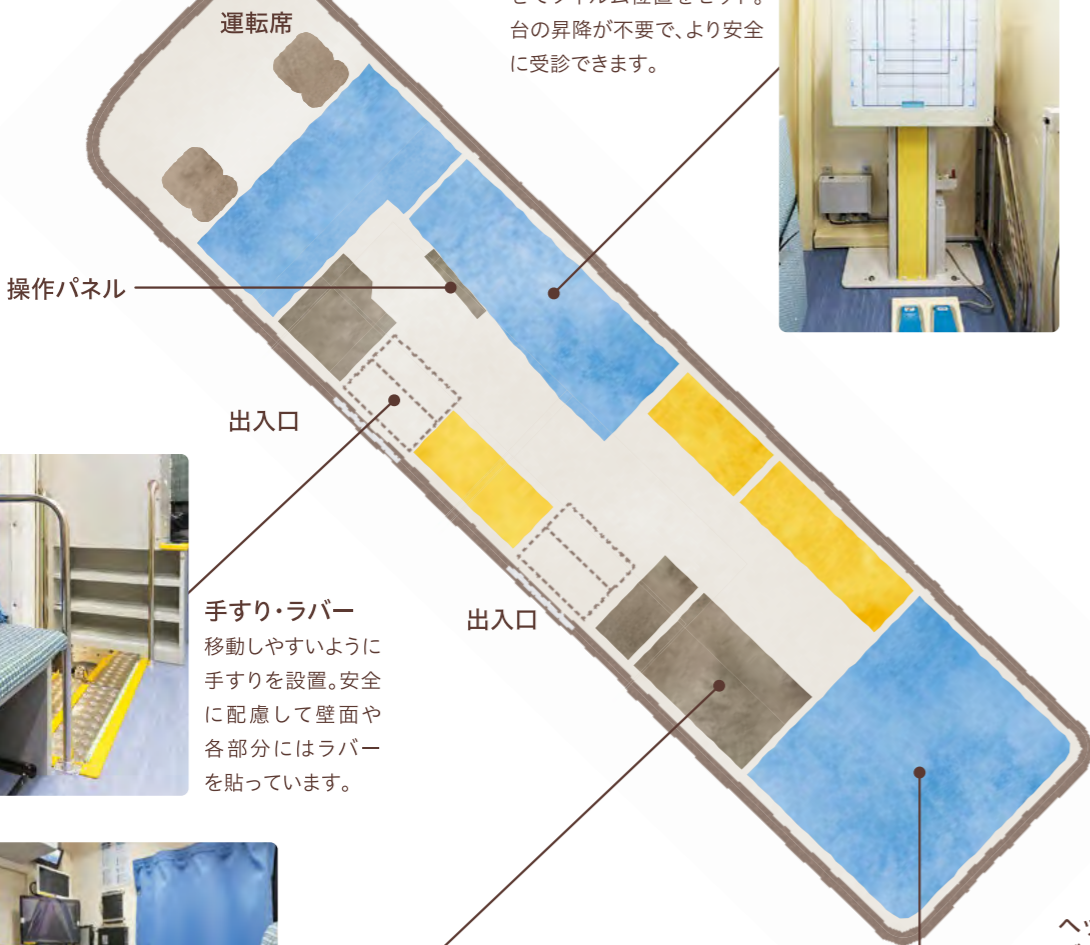 運転席
台の昇降が不要で、より安全
に受診できます。
操作パネル
出入口
手すり・ラバー
移動しやすいように
手すりを設置。安全
に配慮して壁面や
各部分にはラバー
を貼っています。
出入口